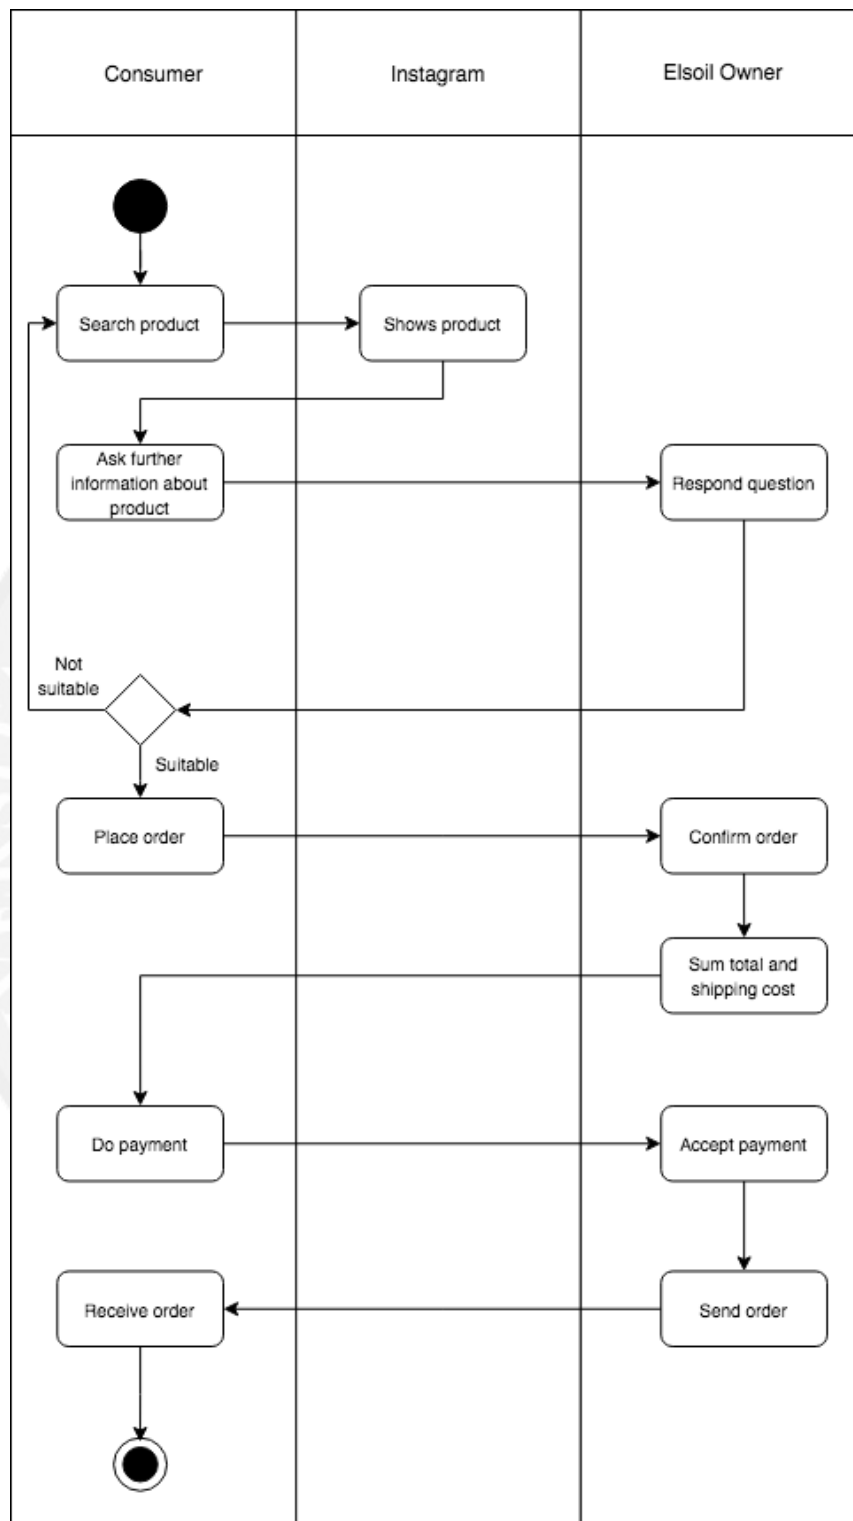 Consumer
Instagram
Elsoil Owner
Search product
Shows product
Ask further
information about
product
Respond question
Not
suitable
Suitable
Place order
Confirm order
Sum total and
shipping cost
Do payment
Accept payment
Receive order
Send order